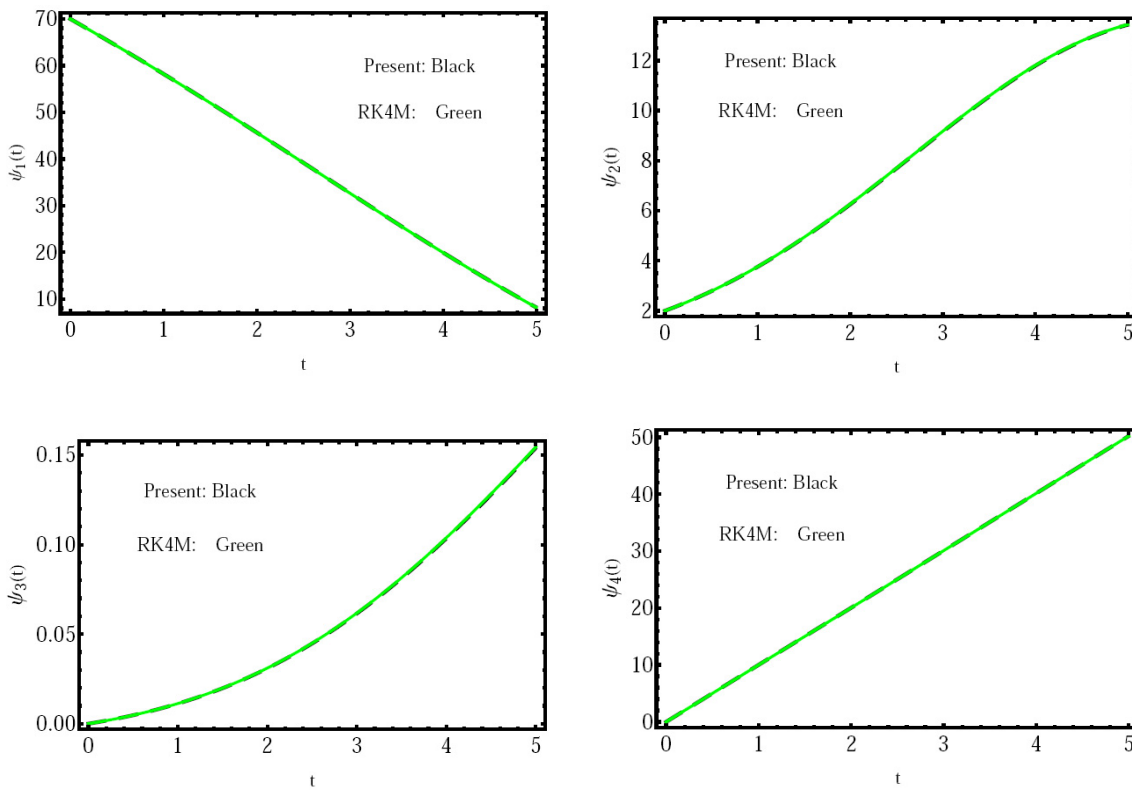 70
60
50
40
30
20
10
ψ1(t)
Present: Black
RK4M: Green
0 1 2 3 4 5
t
12
10
8
6
4
2
ψ2(t)
Present: Black
RK4M: Green
0 1 2 3 4 5
t
0.15
0.10
0.05
0.00
ψ3(t)
Present: Black
RK4M: Green
0 1 2 3 4 5
t
50
40
30
20
10
0
ψ4(t)
Present: Black
RK4M: Green
0 1 2 3 4 5
t